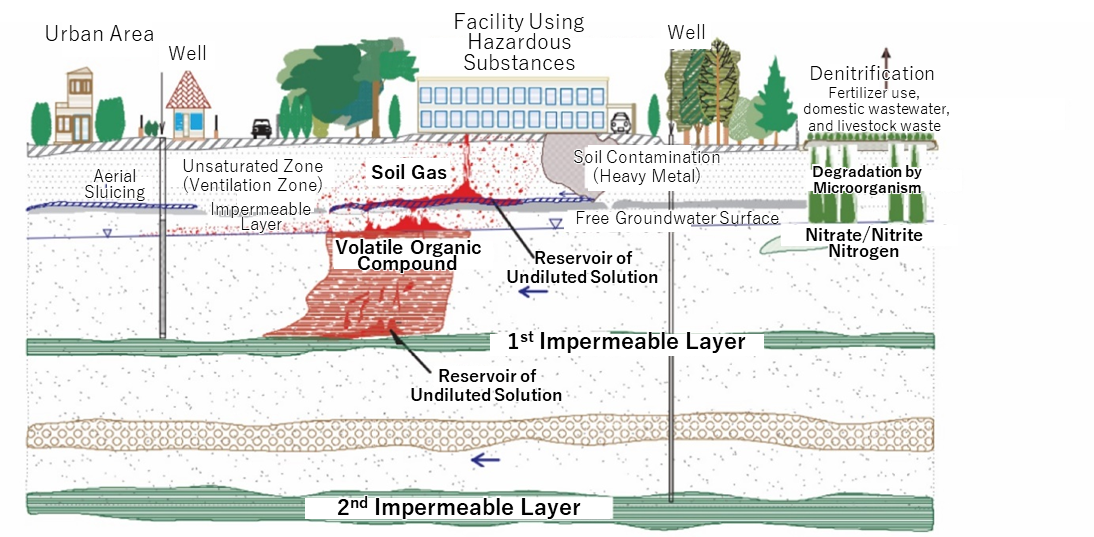 Urban Area
Well
Facility Using
Hazardous
Substances
Well
Denitrification
Fertilizer use,
domestic wastewater,
and livestock waste
Aerial
Sluicing
Unsaturated Zone
(Ventilation Zone)
Soil Gas
Soil Contamination
(Heavy Metal)
Degradation by
Microorganism
Impermeable
Layer
Free Groundwater Surface
Volatile Organic
Compound
Reservoir of
Undiluted Solution
Nitrate/Nitrite
Nitrogen
1st Impermeable Layer
Reservoir of
Undiluted Solution
2nd Impermeable Layer